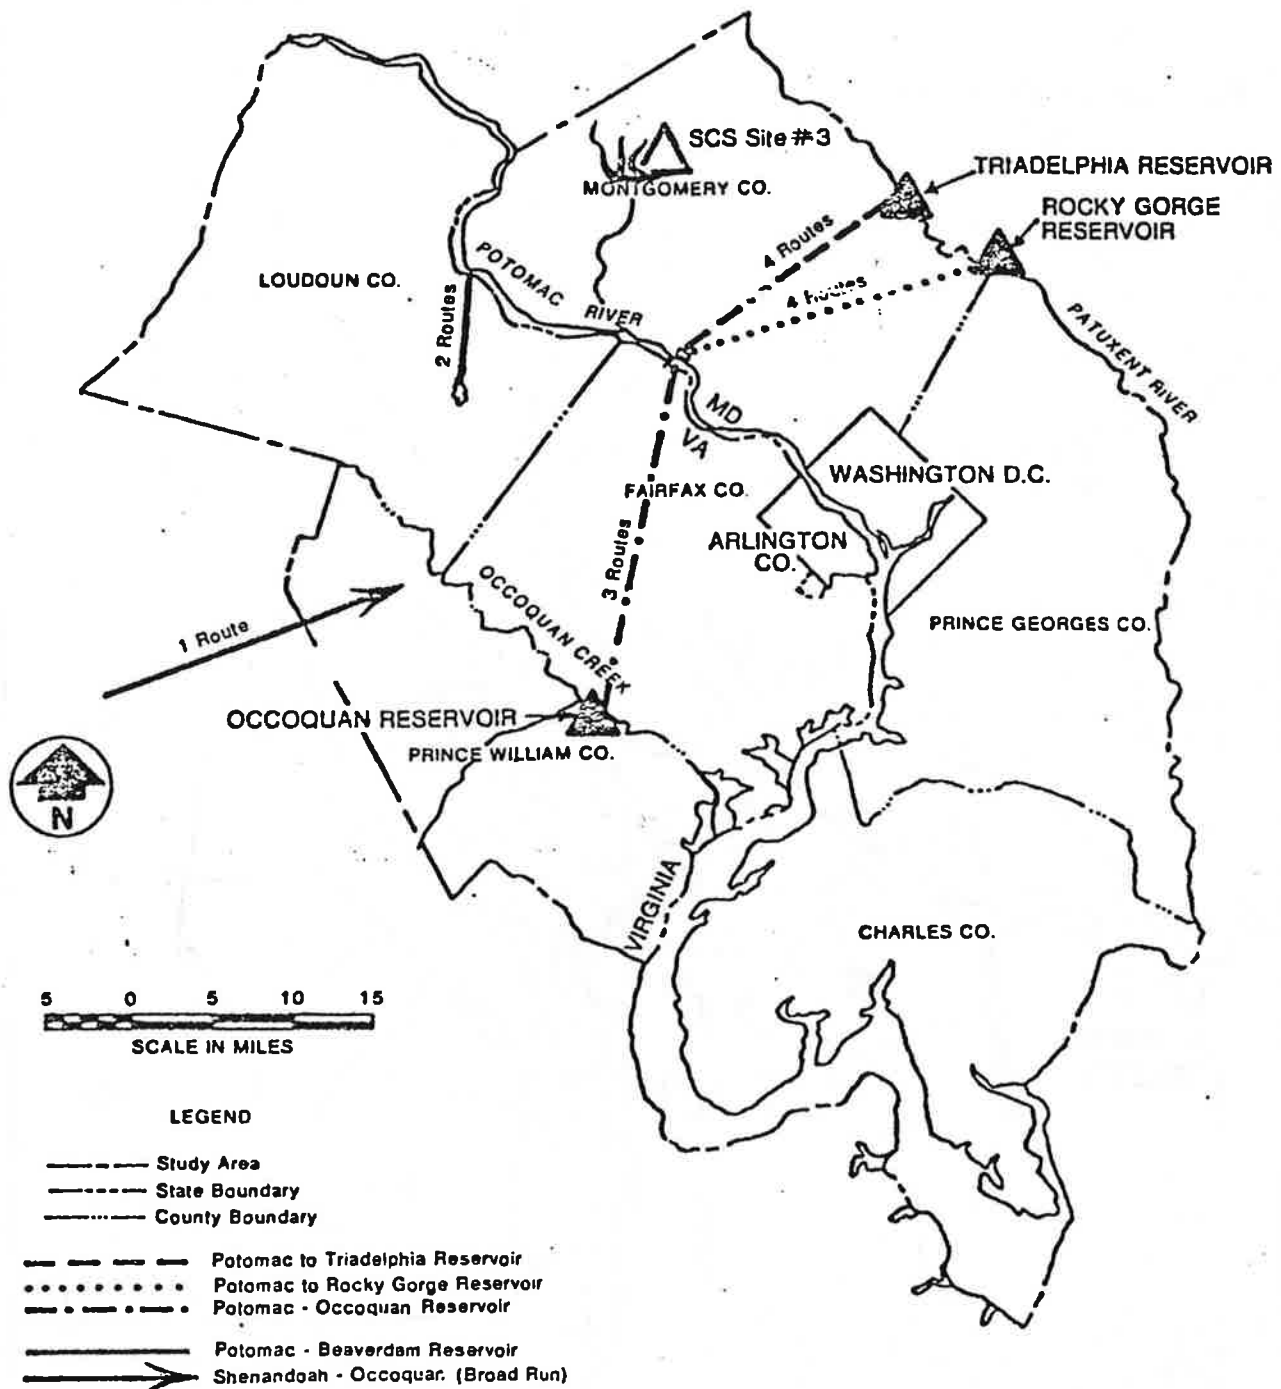 SCS Site #3
MONTGOMERY CO.
TRIADELPHIA RESERVOIR
ROCKY GORGE
RESERVOIR
4 Routes
4 Routes
LOUDOUN CO.
POTOMAC
RIVER
2 Routes
PATUXENT RIVER
MD
VA
WASHINGTON D.C.
FAIRFAX CO.
ARLINGTON
CO.
3 Routes
OCCOQUAN CREEK
1 Route
PRINCE GEORGES CO.
OCCOQUAN RESERVOIR
PRINCE WILLIAM CO.
N
VIRGINIA
CHARLES CO.
5 0 5 10 15
SCALE IN MILES
LEGEND
Study Area
State Boundary
County Boundary
Potomac to Triadelphia Reservoir
Potomac to Rocky Gorge Reservoir
Potomac - Occoquan Reservoir
Potomac - Beaverdam Reservoir
Shenandoah - Occoquan (Broad Run)